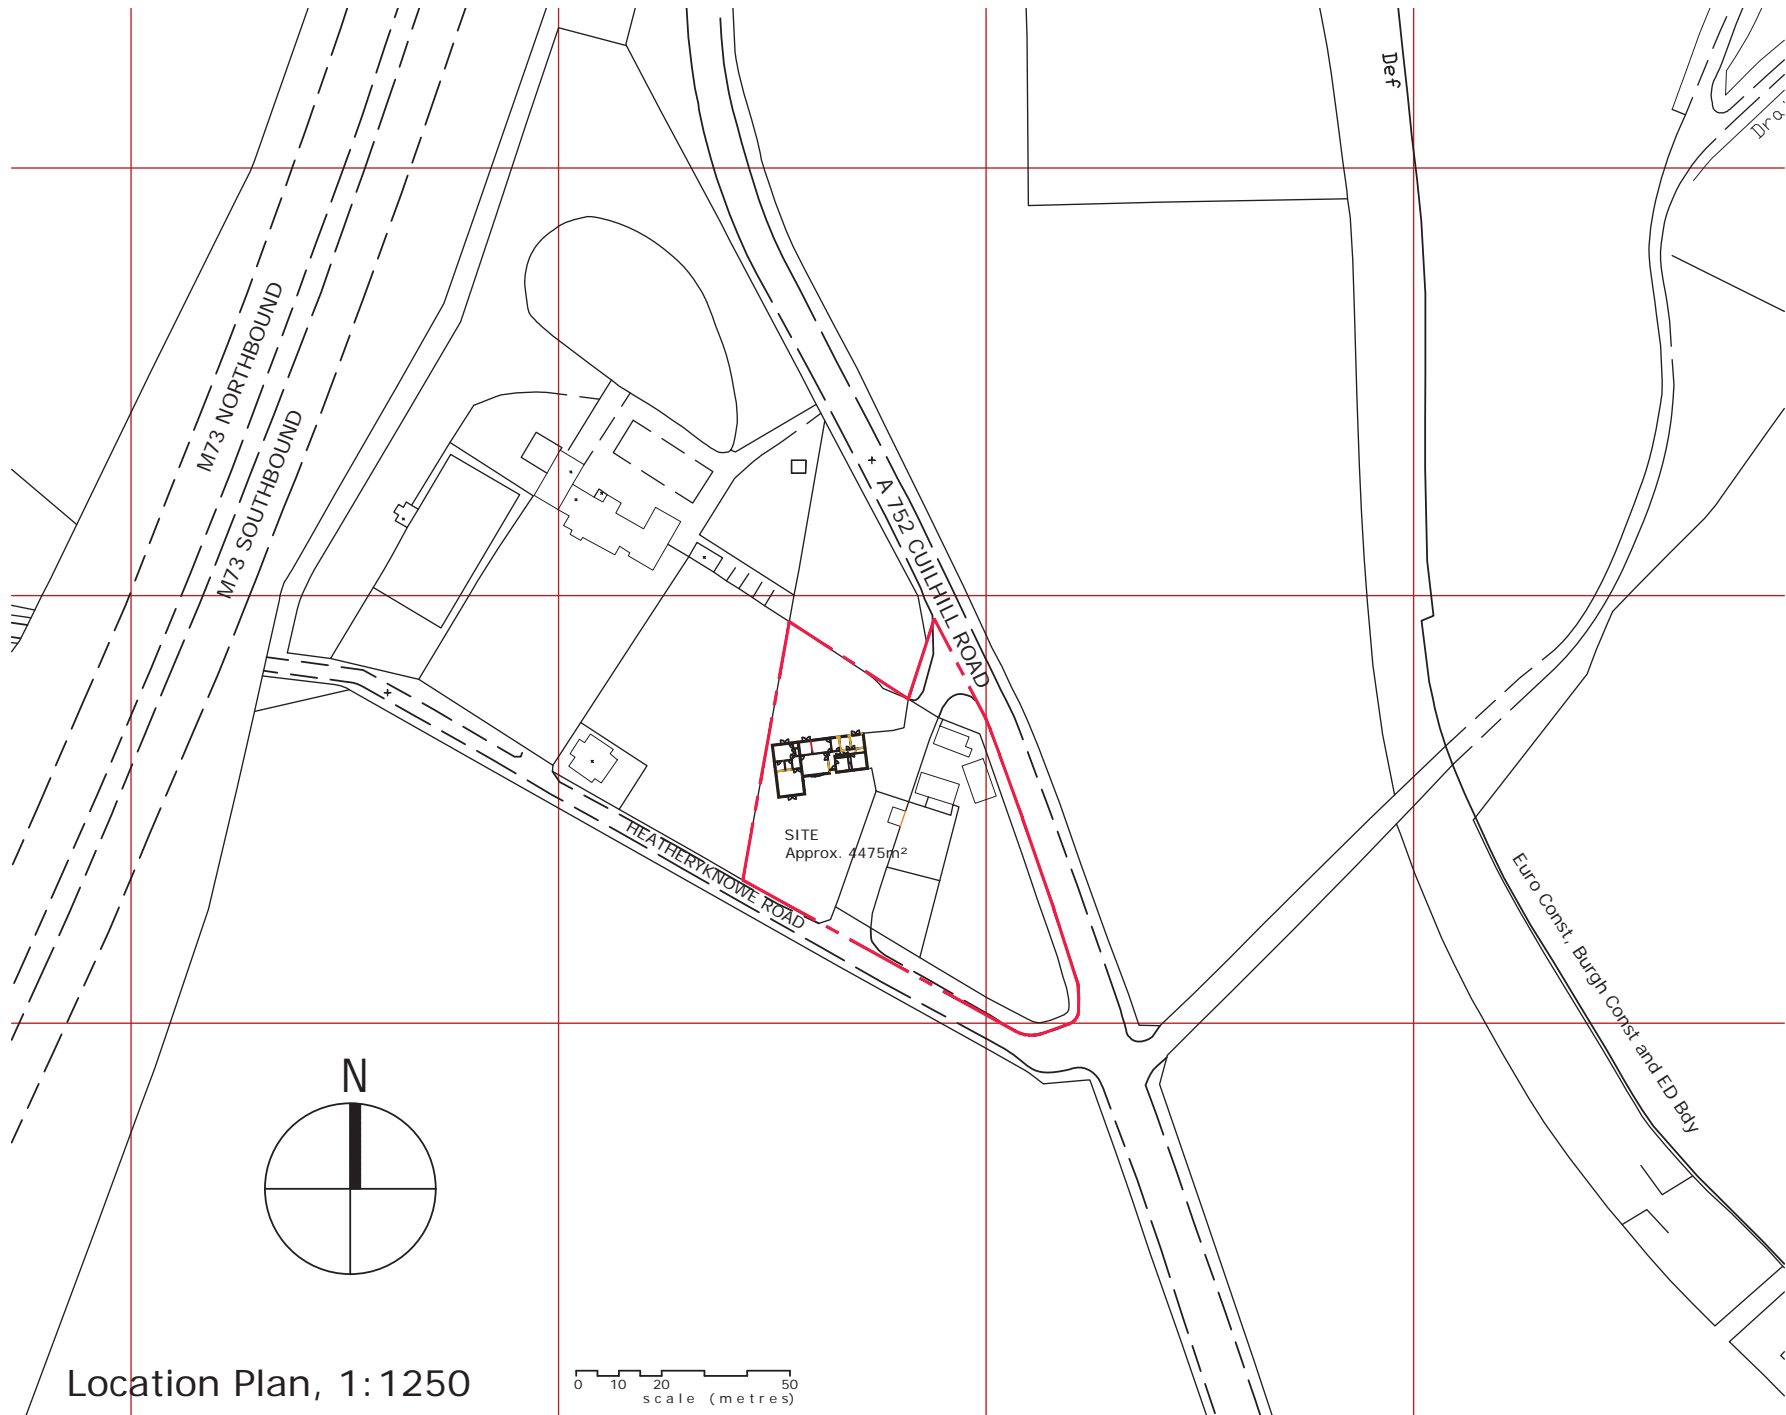 Def
Dra
M73 NORTHBOUND
M73 SOUTHBOUND
A 752 CUILHILL ROAD
SITE
Approx. 4475m²
HEATHERYKNOWE ROAD
Euro Const, Burgh Const and ED Bdy
N
Location Plan, 1:1250
0 10 20 50
scale (metres)